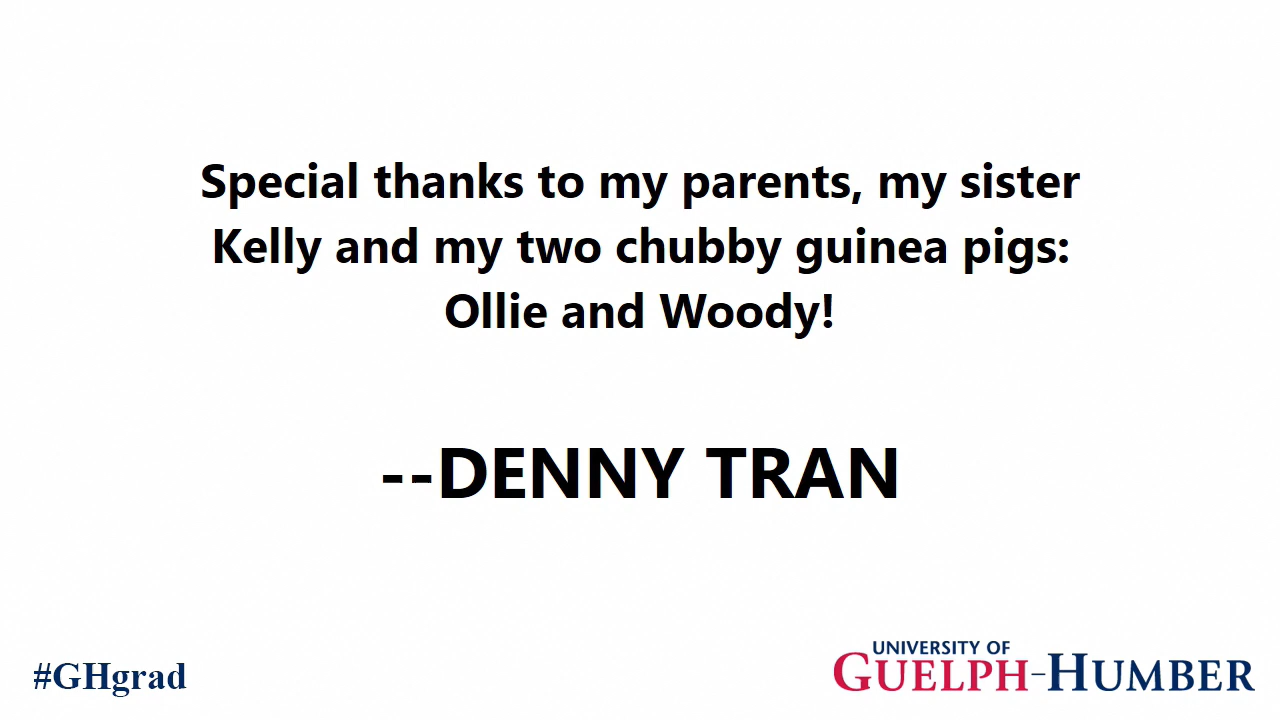 Special thanks to my parents, my sister
Kelly and my two chubby guinea pigs:
Ollie and Woody!
--DENNY TRAN
#GHgrad
UNIVERSITY OF
GUELPH-HUMBER